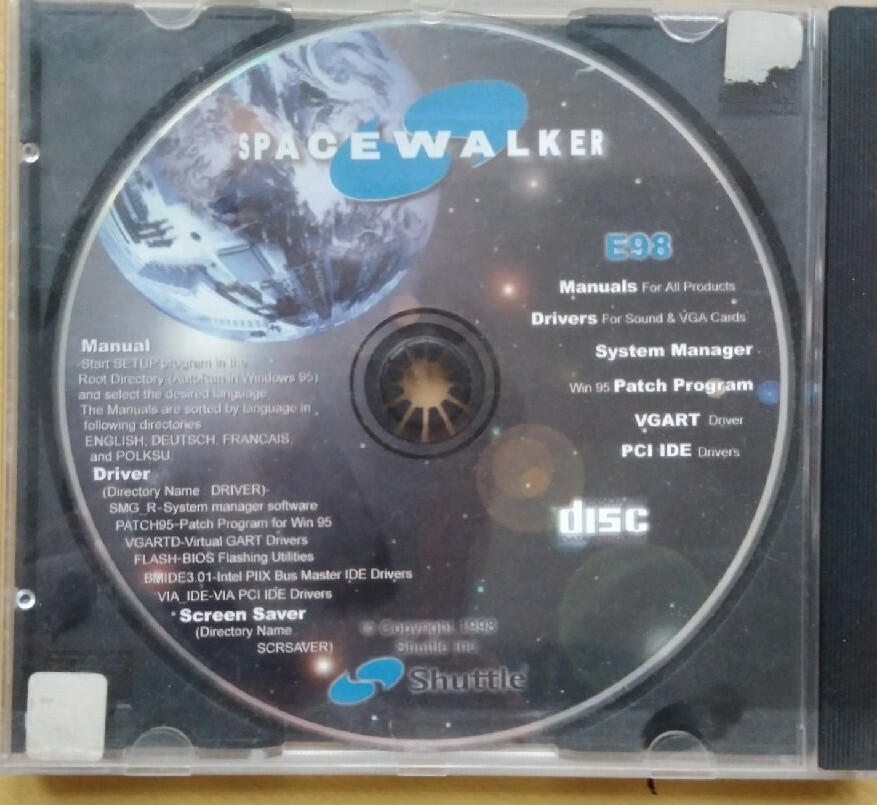 SPACEWALKER
E98
Manuals For All Products
Drivers For Sound & VGA Cards
System Manager
Win 95 Patch Program
VGART Driver
PCI IDE Drivers
disc
Manual
-Start SETUP program in the
Root Directory (AutoRun in Windows 95)
and select the desired language
The Manuals are sorted by language in
following directories
ENGLISH, DEUTSCH, FRANCAIS,
and POLKSU.
Driver
(Directory Name : DRIVER)-
SMG_R-System manager software
PATCH95-Patch Program for Win 95
VGARTD-Virtual GART Drivers
FLASH-BIOS Flashing Utilities
BMIDE3.01-Intel PIIX Bus Master IDE Drivers
VIA_IDE-VIA PCI IDE Drivers
Screen Saver
(Directory Name
SCRSAVER)
© Copyright 1998
Shuttle Inc.
Shuttle